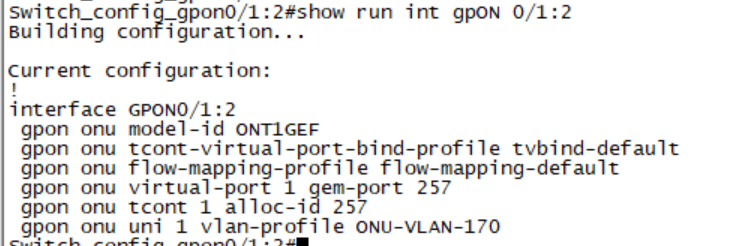 Switch_config_gpon0/1:2#show run int gpON 0/1:2
Building configuration...
Current configuration:
!
interface GPON0/1:2
gpon onu model-id ONT1GEF
gpon onu tcont-virtual-port-bind-profile tvbind-default
gpon onu flow-mapping-profile flow-mapping-default
gpon onu virtual-port 1 gem-port 257
gpon onu tcont 1 alloc-id 257
gpon onu uni 1 vlan-profile ONU-VLAN-170
Switch_config_gpon0/1:2#